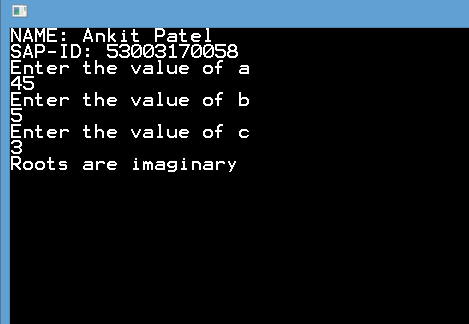 NAME: Ankit Patel
SAP-ID: 53003170058
Enter the value of a
45
Enter the value of b
5
Enter the value of c
3
Roots are imaginary